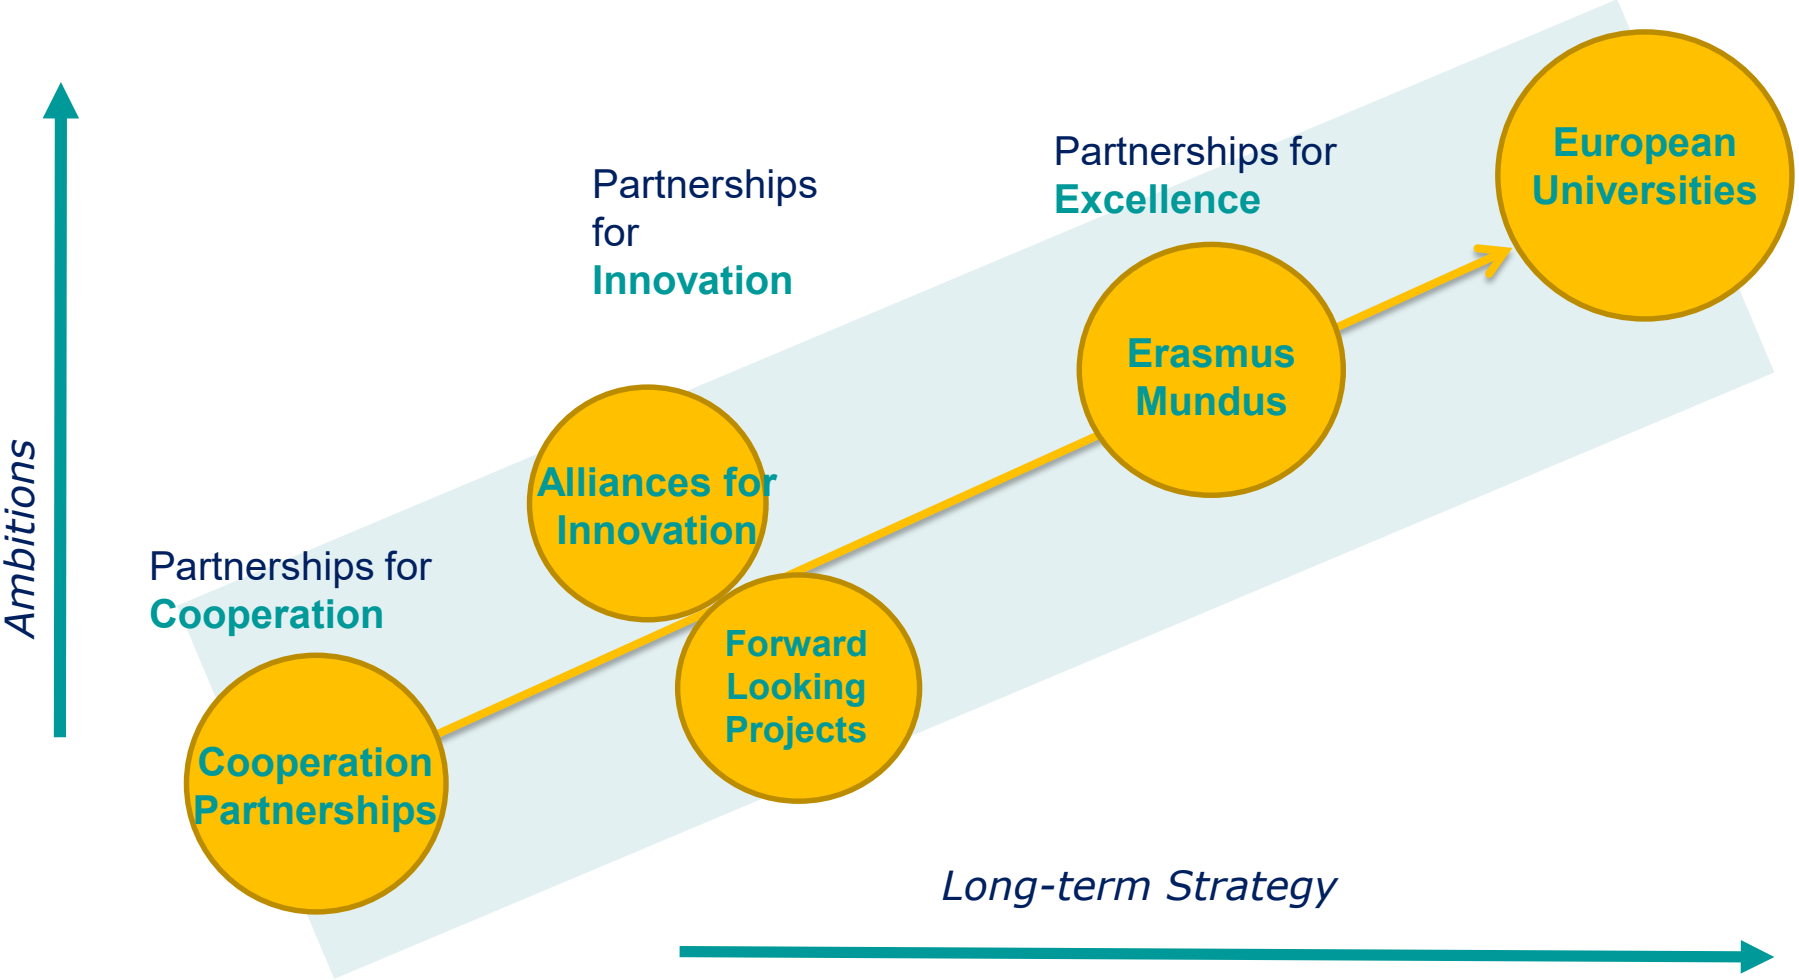 Ambitions
Partnerships for
Cooperation
Cooperation
Partnerships
Partnerships
for
Innovation
Alliances for
Innovation
Forward
Looking
Projects
Partnerships for
Excellence
Erasmus
Mundus
European
Universities
Long-term Strategy